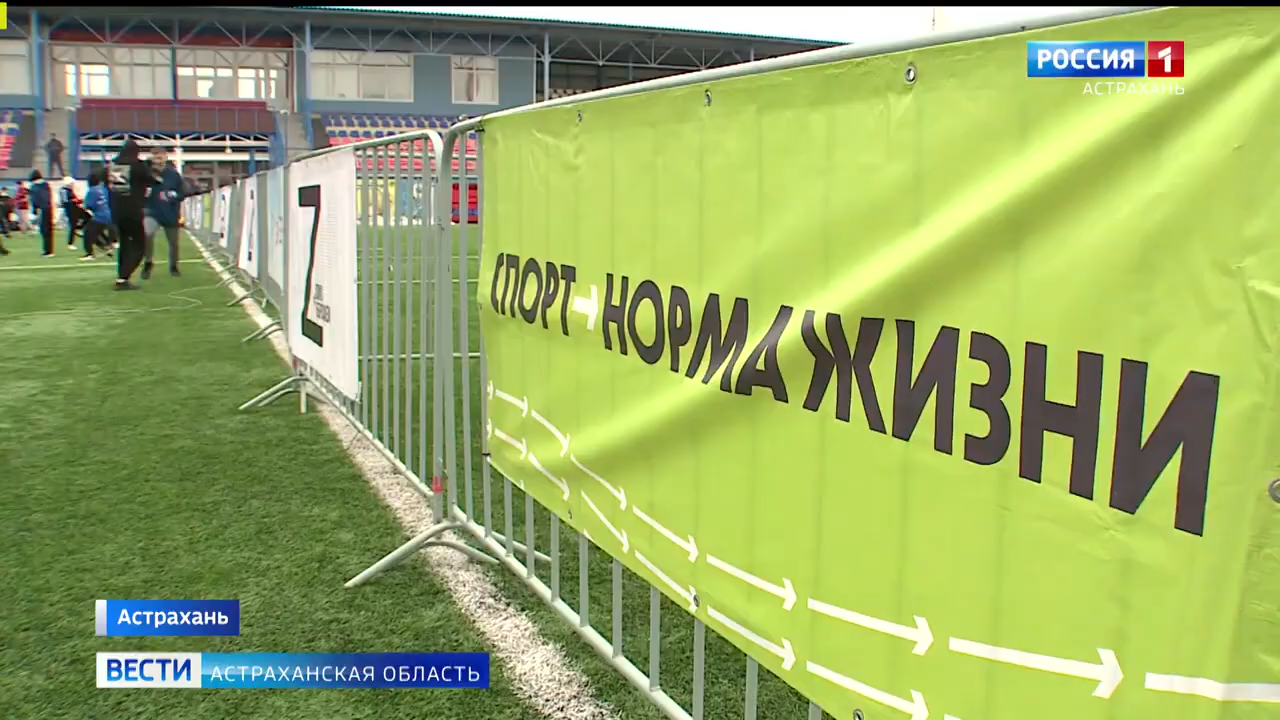 РОССИЯ 1
АСТРАХАНЬ
СПОРТ → НОРМА ЖИЗНИ
Z
Астрахань
ВЕСТИ АСТРАХАНСКАЯ ОБЛАСТЬ